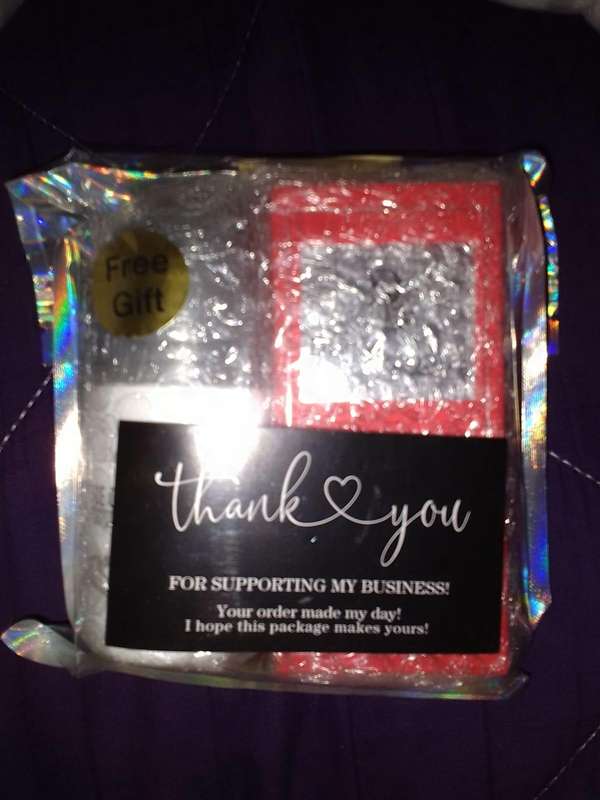 Free
Gift
thank you
FOR SUPPORTING MY BUSINESS!
Your order made my day!
I hope this package makes yours!